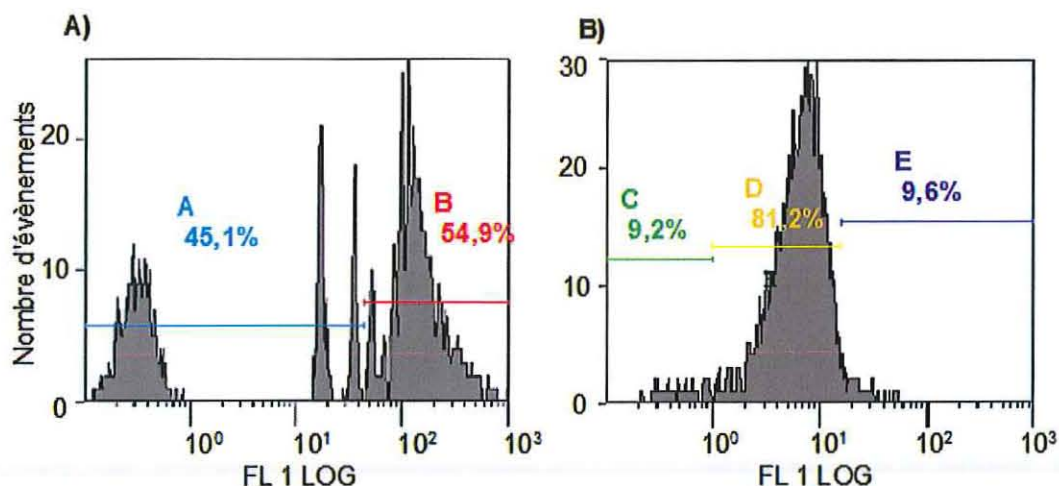 A)
Nombre d'évènements
20
10
0
A
45,1%
B
54,9%
10⁰
10¹
10²
10³
FL 1 LOG
B)
30
20
10
0
C
9,2%
D
81,2%
E
9,6%
10⁰
10¹
10²
10³
FL 1 LOG